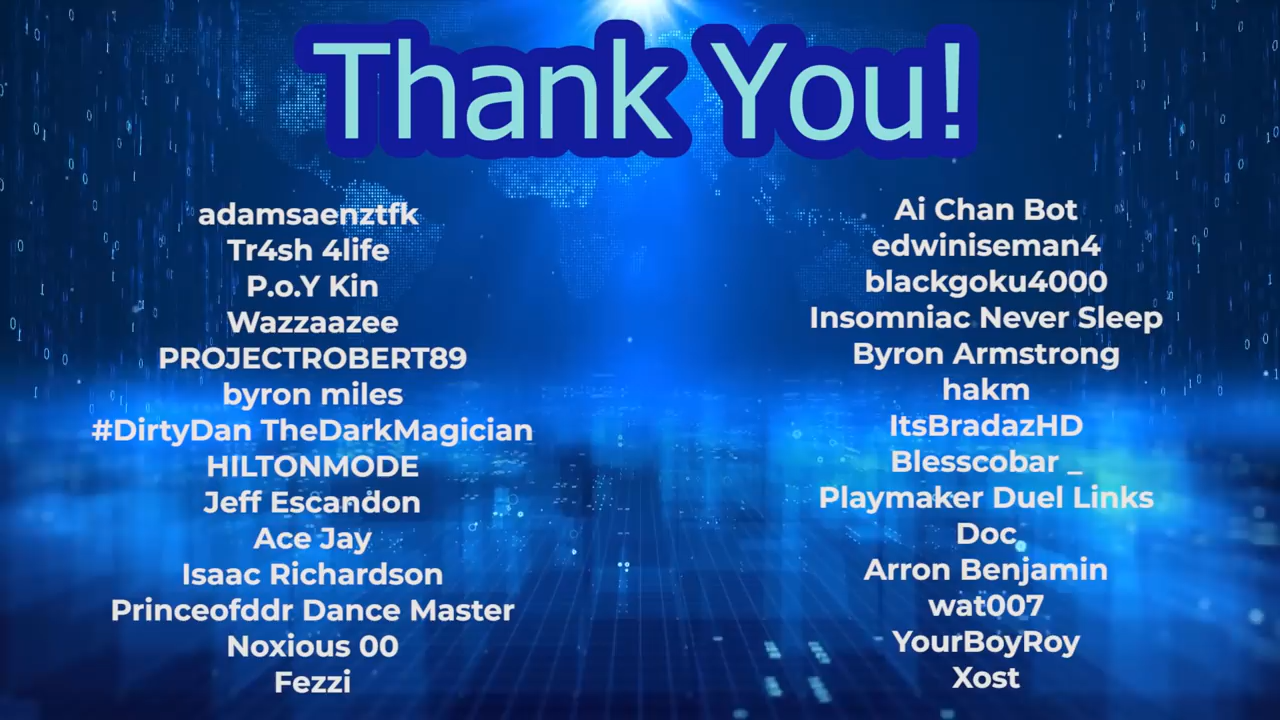 Thank You!
adamsaenztfk
Tr4sh 4life
P.o.Y Kin
Wazzaazee
PROJECTROBERT89
byron miles
#DirtyDan TheDarkMagician
HILTONMODE
Jeff Escandon
Ace Jay
Isaac Richardson
Princeofddr Dance Master
Noxious 00
Fezzi
Ai Chan Bot
edwiniseman4
blackgoku4000
Insomniac Never Sleep
Byron Armstrong
hakm
ItsBradazHD
Blesscobar _
Playmaker Duel Links
Doc
Arron Benjamin
wat007
YourBoyRoy
Xost